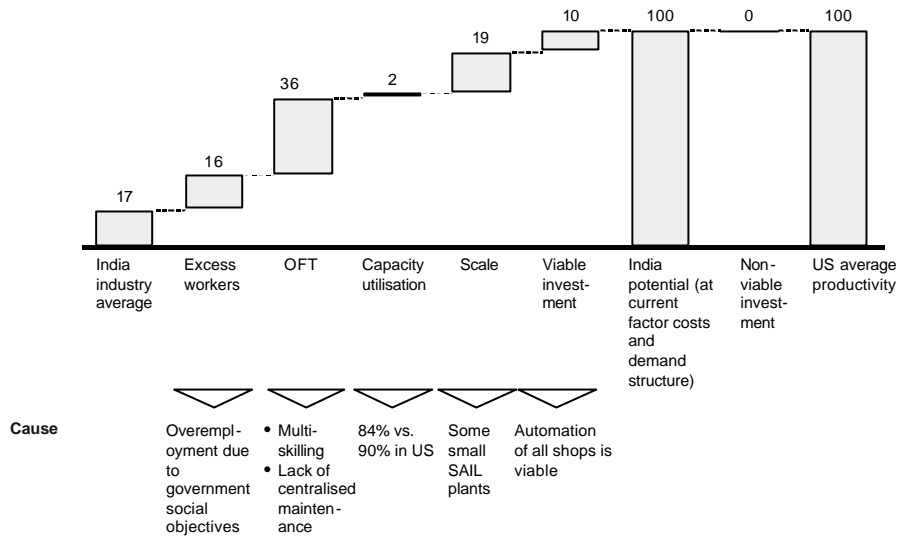 17
16
36
2
19
10
100
0
100
India
industry
average
Excess
workers
OFT
Capacity
utilisation
Scale
Viable
invest-
ment
India
potential (at
current
factor costs
and
demand
structure)
Non-
viable
invest-
ment
US average
productivity
Cause
Overempl-
oyment due
to
government
social
objectives
• Multi-
skilling
• Lack of
centralised
mainten-
ance
84% vs.
90% in US
Some
small
SAIL
plants
Automation
of all shops is
viable